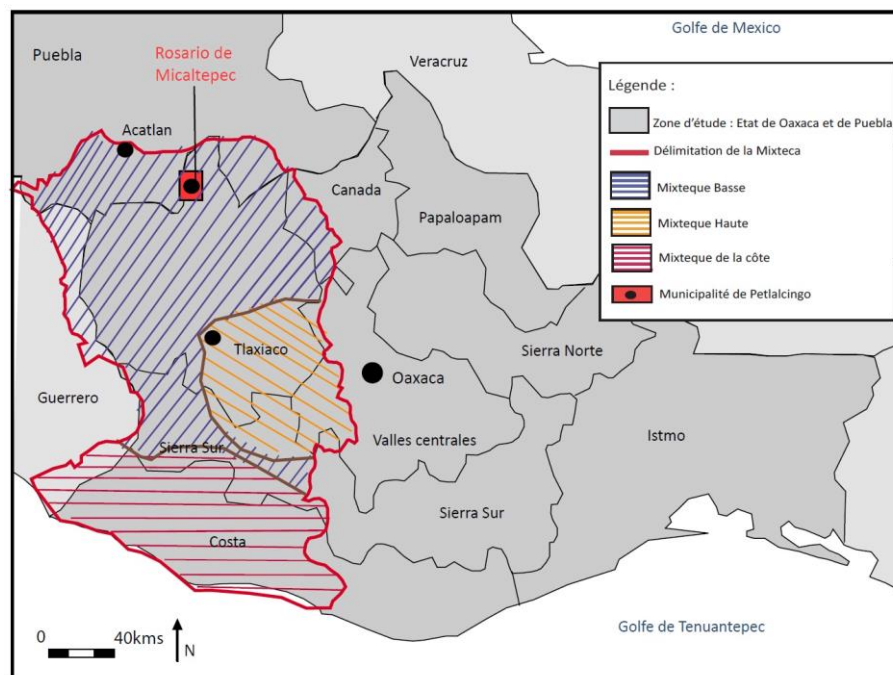 Golfe de Mexico
Puebla
Rosario de
Micaltepec
Veracruz
Légende :
Zone d'étude : Etat de Oaxaca et de Puebla
Délimitation de la Mixteca
Mixteque Basse
Mixteque Haute
Mixteque de la côte
Municipalité de Petlalcingo
Acatlan
Canada
Papaloapam
Tlaxiaco
Sierra Norte
Oaxaca
Guerrero
Valles centrales
Istmo
Sierra Sur
Sierra Sur
Costa
Golfe de Tenuantepec
0 40kms
N